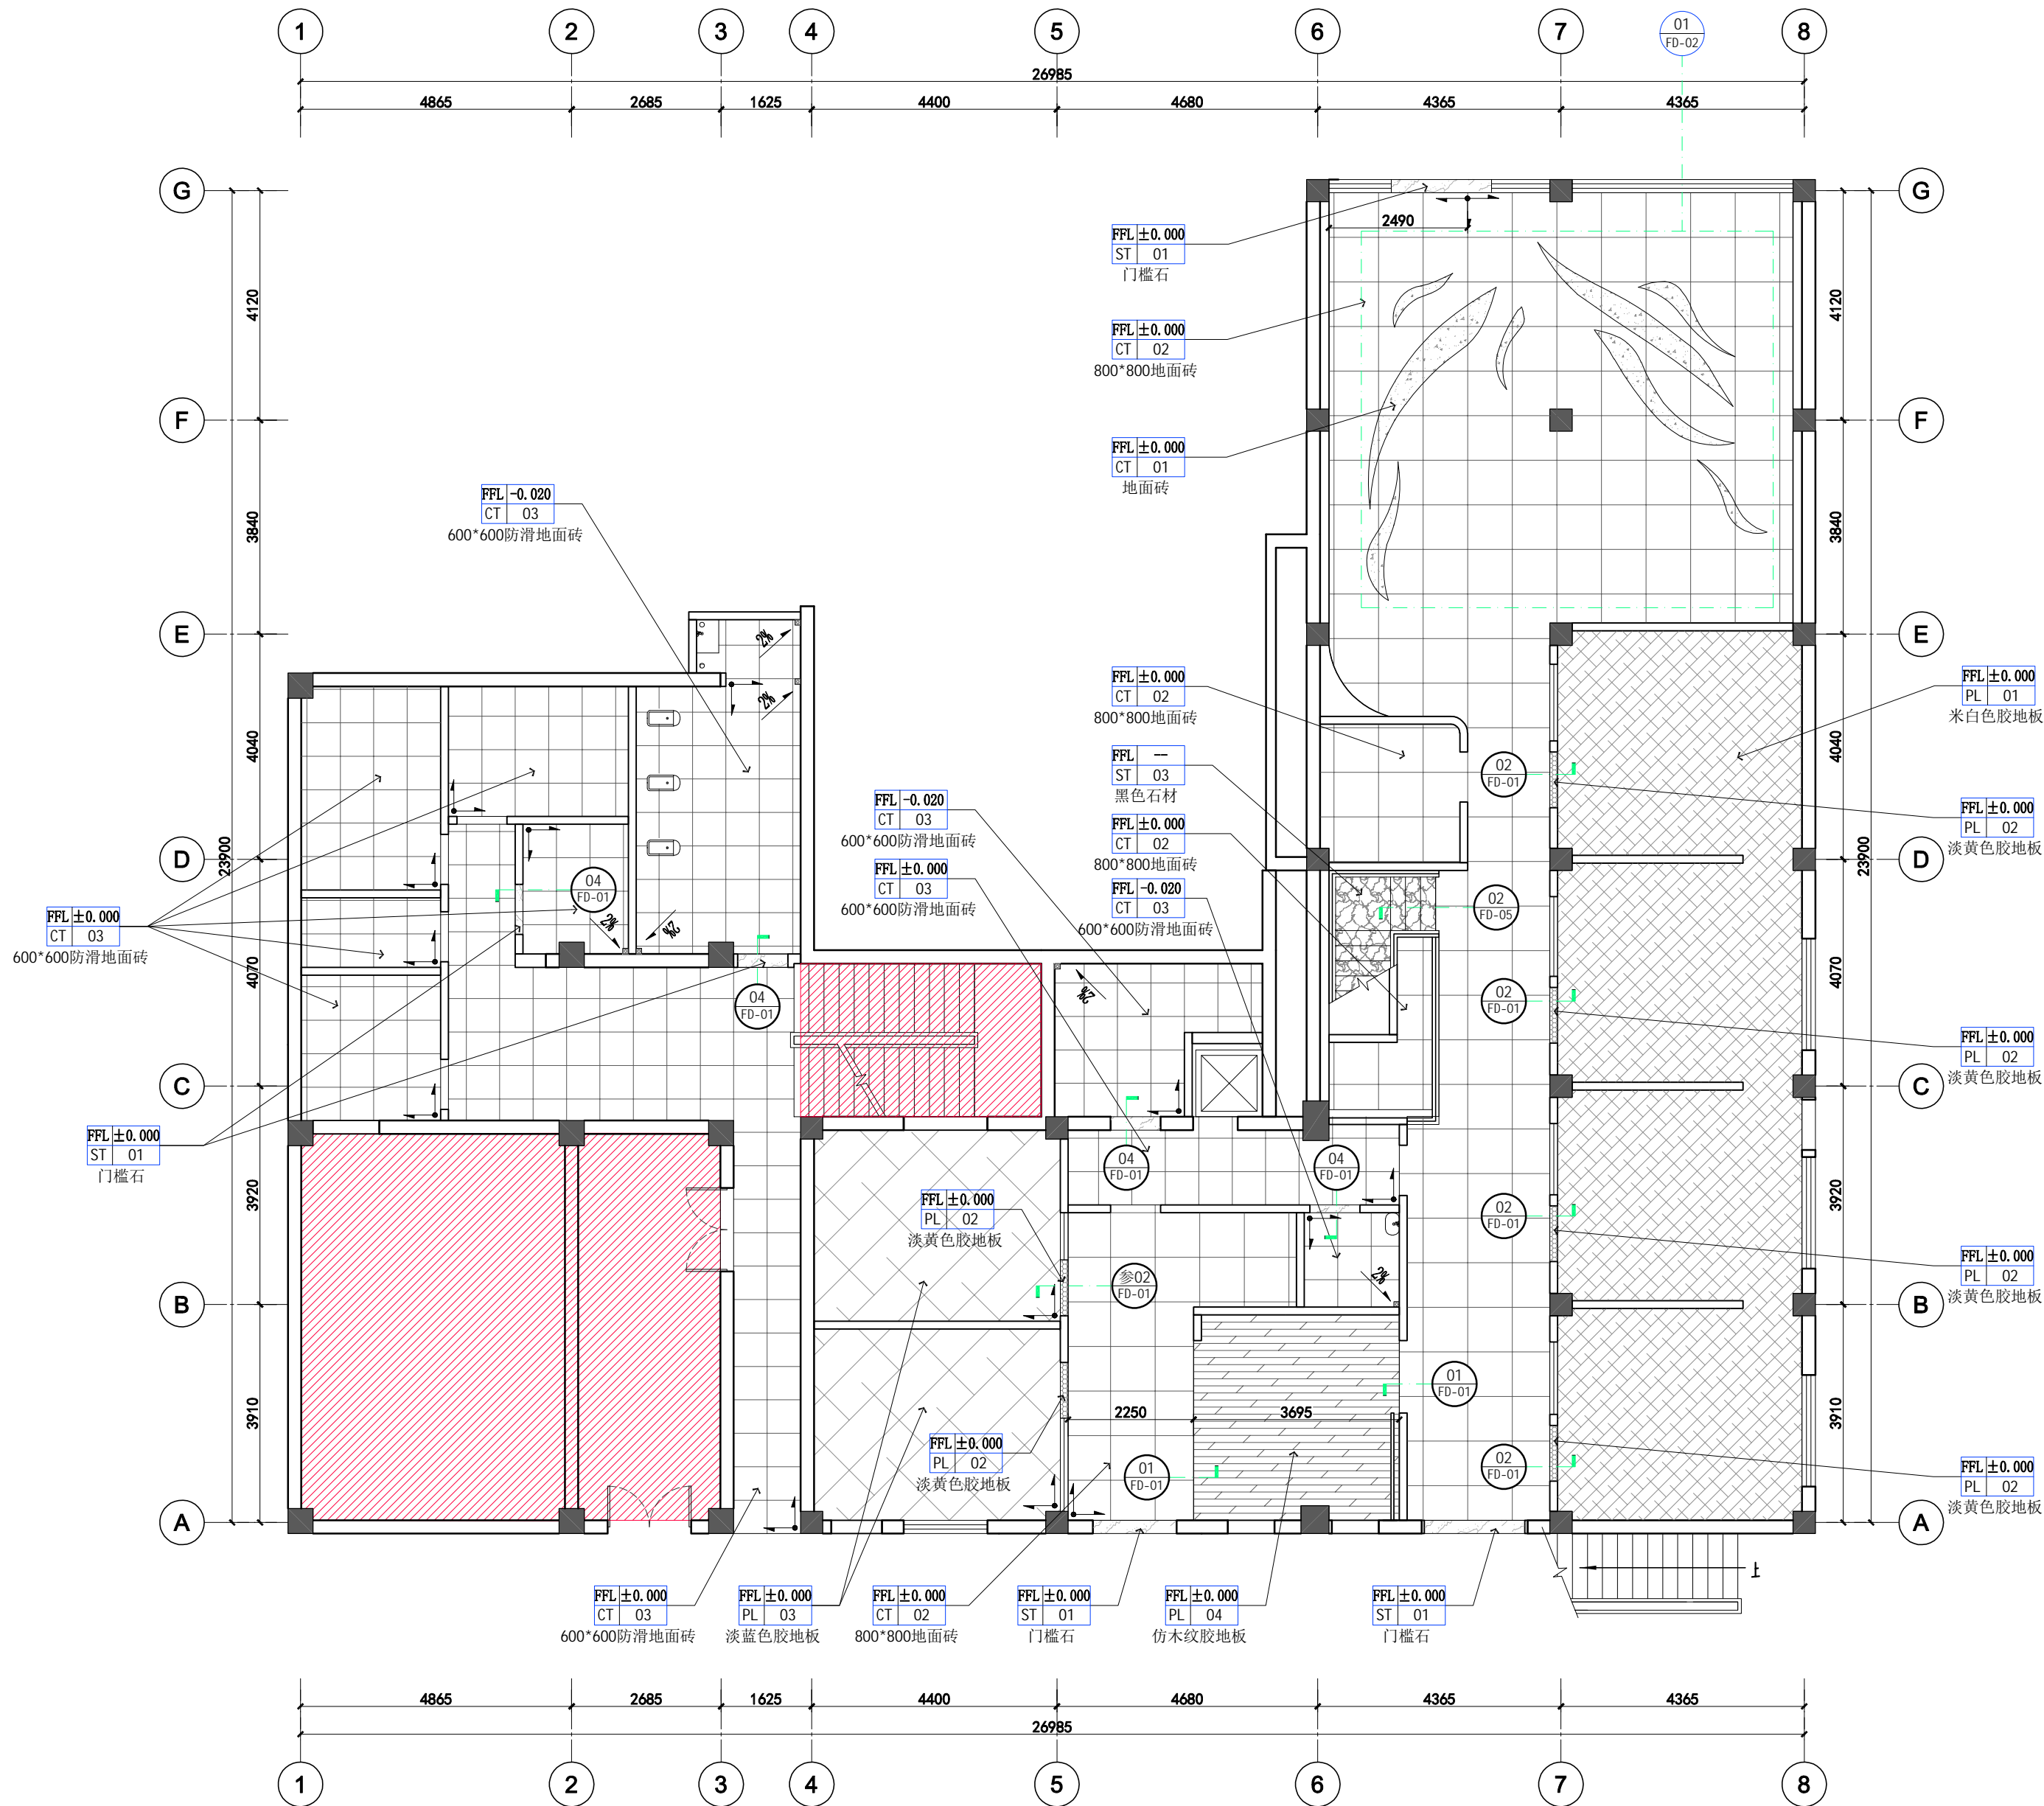 1 2 3 4 5 6 7 8
01
FD-02
26985
4865 2685 1625 4400 4680 4365 4365
G G
2490
FFL ±0.000
ST 01
门槛石
4120 4120
FFL ±0.000
CT 02
800*800地面砖
F F
FFL ±0.000
CT 01
地面砖
FFL -0.020
CT 03
600*600防滑地面砖
3840 3840
E E
2%
2%
FFL ±0.000
CT 02
800*800地面砖
FFL ±0.000
PL 01
米白色胶地板
4040 4040
FFL --
ST 03
黑色石材
02
FD-01
FFL -0.020
CT 03
600*600防滑地面砖
FFL ±0.000
CT 02
800*800地面砖
FFL ±0.000
PL 02
淡黄色胶地板
D D
23900 23900
FFL ±0.000
CT 03
600*600防滑地面砖
FFL -0.020
CT 03
600*600防滑地面砖
04
FD-01
02
FD-05
2%
2%
FFL ±0.000
CT 03
600*600防滑地面砖
4070 4070
2%
04
FD-01
02
FD-01
FFL ±0.000
PL 02
淡黄色胶地板
C C
FFL ±0.000
ST 01
门槛石
04
FD-01
04
FD-01
3920 3920
FFL ±0.000
PL 02
淡黄色胶地板
02
FD-01
FFL ±0.000
PL 02
淡黄色胶地板
参02
FD-01
2%
B B
01
FD-01
3910 3910
2250 3695
FFL ±0.000
PL 02
淡黄色胶地板
01
FD-01
02
FD-01
FFL ±0.000
PL 02
淡黄色胶地板
A A
上
FFL ±0.000
CT 03
600*600防滑地面砖
FFL ±0.000
PL 03
淡蓝色胶地板
FFL ±0.000
CT 02
800*800地面砖
FFL ±0.000
ST 01
门槛石
FFL ±0.000
PL 04
仿木纹胶地板
FFL ±0.000
ST 01
门槛石
4865 2685 1625 4400 4680 4365 4365
26985
1 2 3 4 5 6 7 8